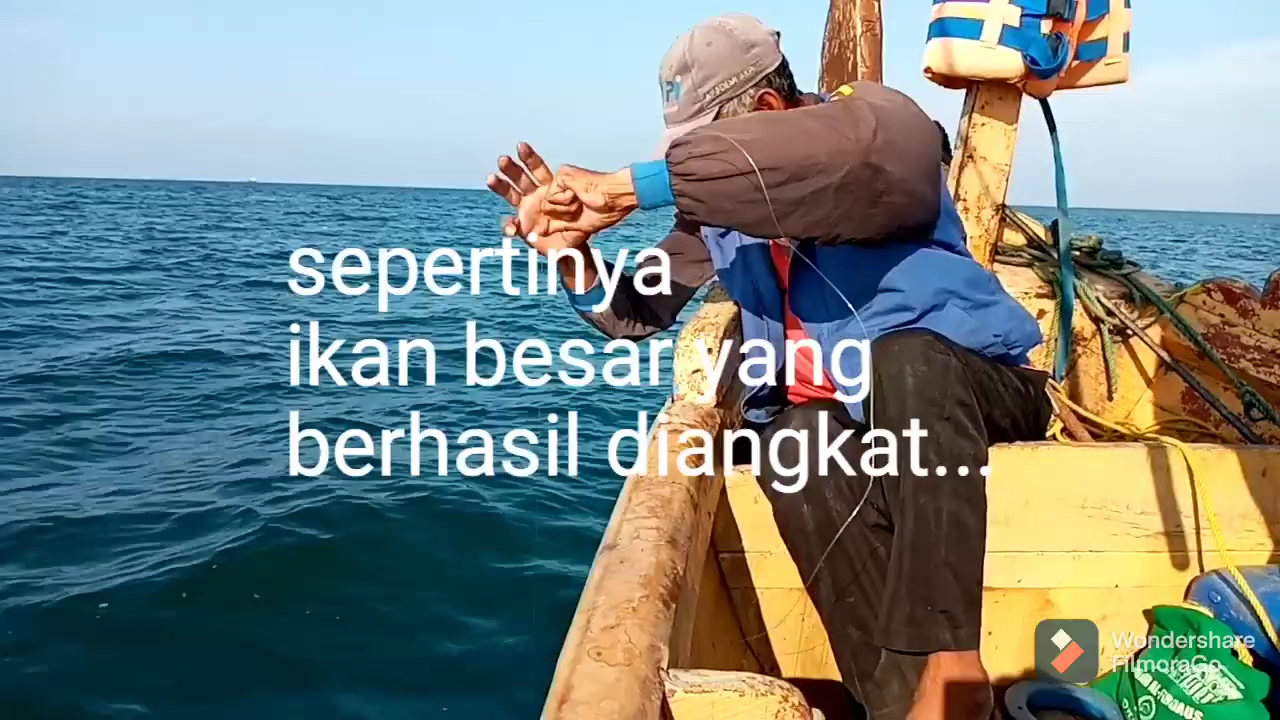 sepertinya
ikan besar yang
berhasil diangkat...
Wondershare
FilmoraGo